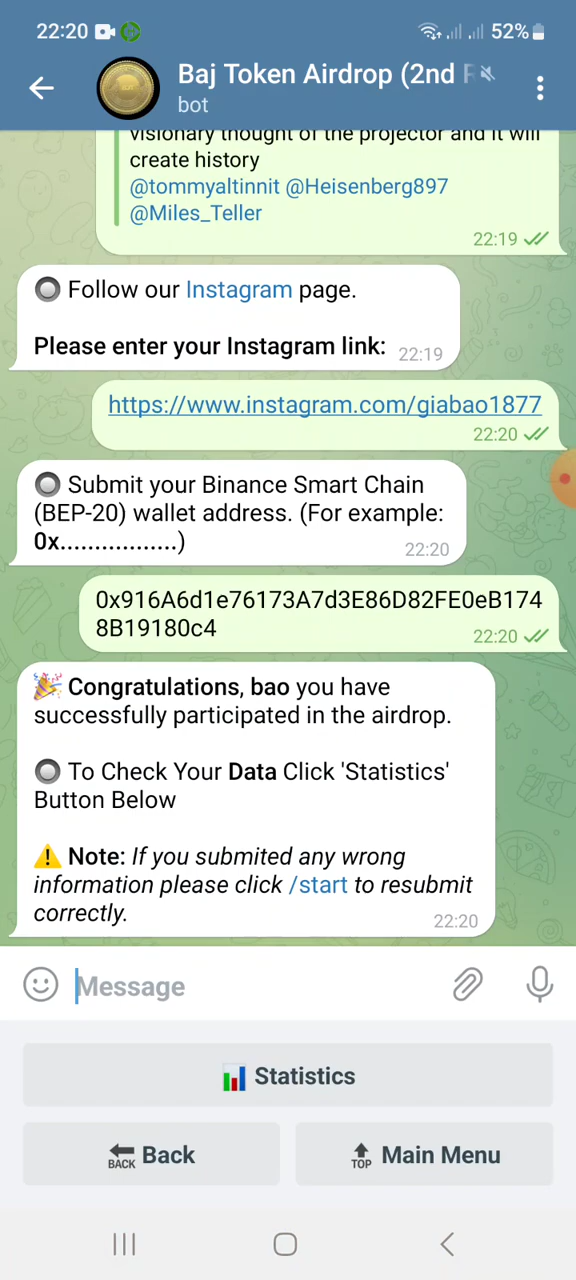 22:20
52%
Baj Token Airdrop (2nd
bot
visionary thought of the projector and it will
create history
@tommyaltinnit @Heisenberg897
@Miles_Teller
22:19
Follow our Instagram page.
Please enter your Instagram link:
22:19
https://www.instagram.com/giabao1877
22:20
Submit your Binance Smart Chain
(BEP-20) wallet address. (For example:
0x.................)
22:20
0x916A6d1e76173A7d3E86D82FE0eB174
8B19180c4
22:20
Congratulations, bao you have
successfully participated in the airdrop.
To Check Your Data Click 'Statistics'
Button Below
Note: If you submited any wrong
information please click /start to resubmit
correctly.
22:20
Message
Statistics
BACK Back
TOP Main Menu